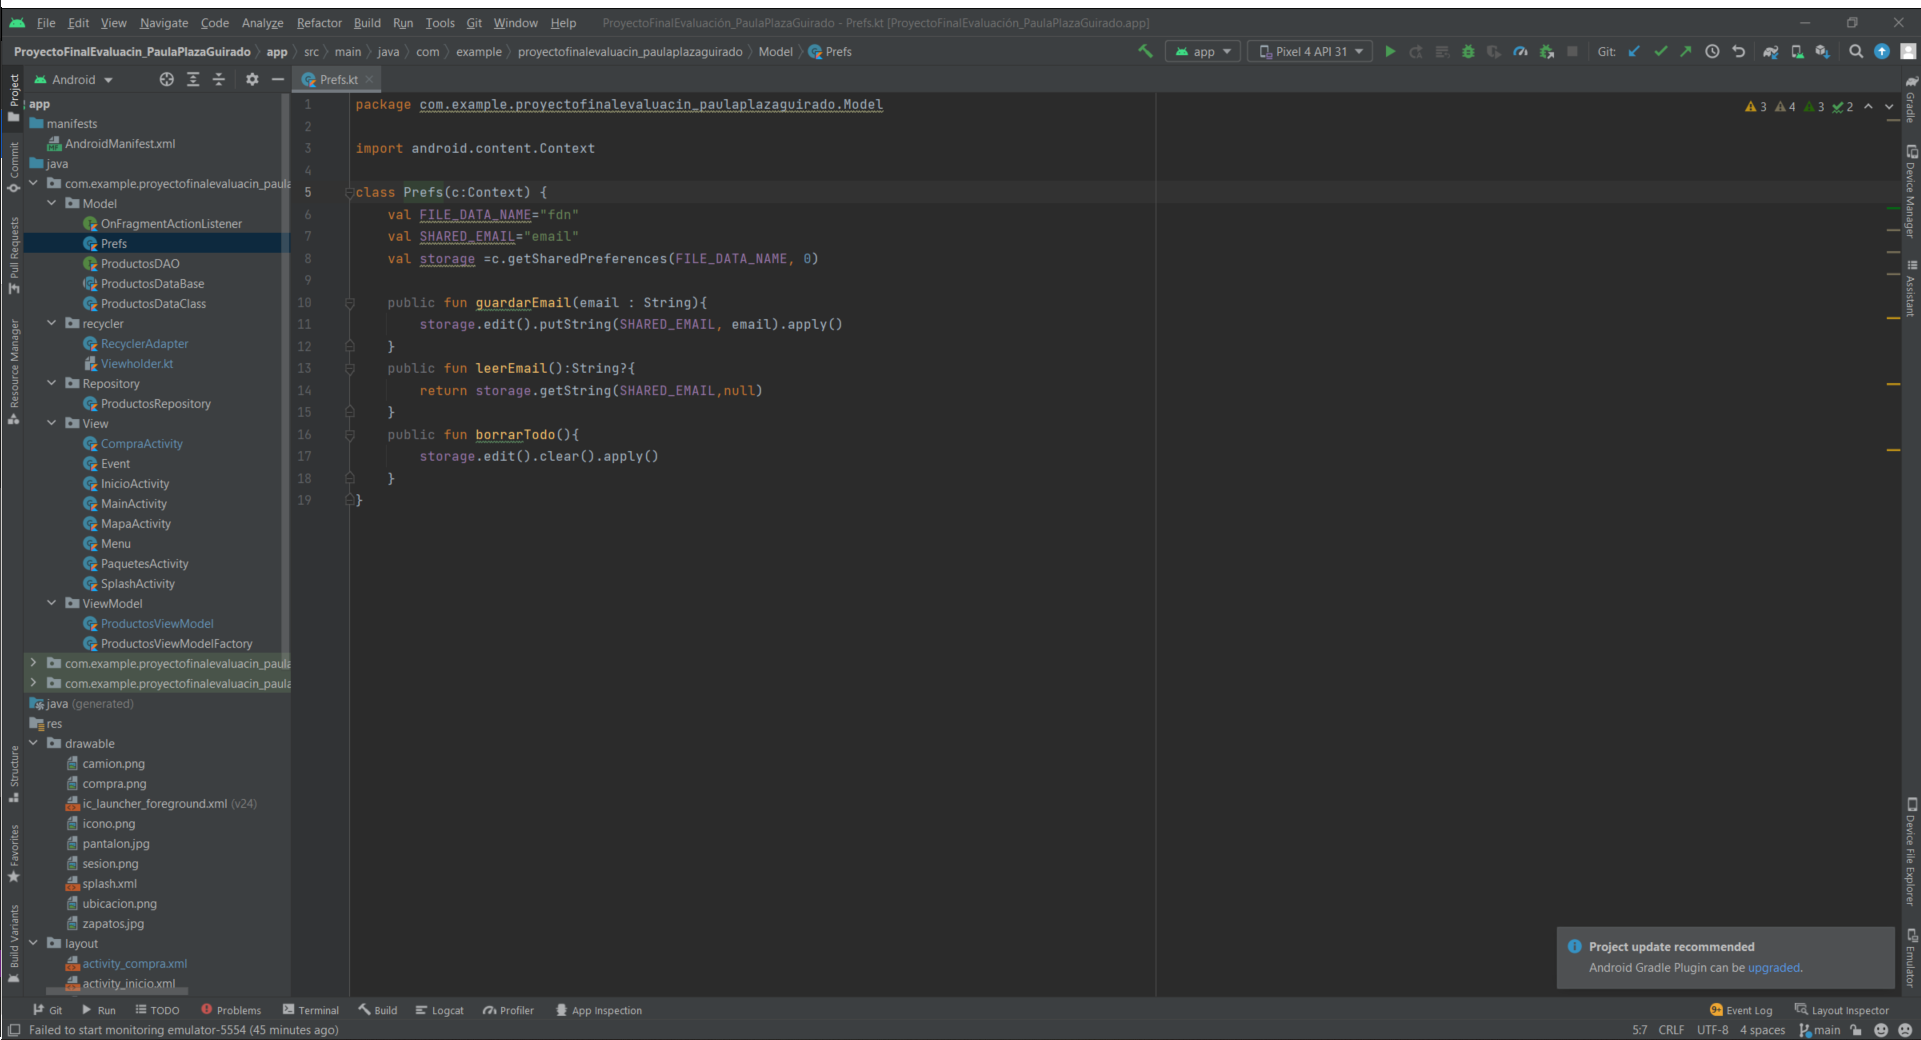 File Edit View Navigate Code Analyze Refactor Build Run Tools Git Window Help ProyectoFinalEvaluación_PaulaPlazaGuirado - Prefs.kt [ProyectoFinalEvaluación_PaulaPlazaGuirado.app]
ProyectoFinalEvaluacin_PaulaPlazaGuirado app src main java com example proyectofinalevaluacin_paulaplazaguirado Model Prefs
app Pixel 4 API 31 Git:
Android
Prefs.kt
Project
Commit
Pull Requests
Resource Manager
Structure
Favorites
Build Variants
app
manifests
AndroidManifest.xml
java
com.example.proyectofinalevaluacin_paula
Model
OnFragmentActionListener
Prefs
ProductosDAO
ProductosDataBase
ProductosDataClass
recycler
RecyclerAdapter
Viewholder.kt
Repository
ProductosRepository
View
CompraActivity
Event
InicioActivity
MainActivity
MapaActivity
Menu
PaquetesActivity
SplashActivity
ViewModel
ProductosViewModel
ProductosViewModelFactory
com.example.proyectofinalevaluacin_paula
com.example.proyectofinalevaluacin_paula
java (generated)
res
drawable
camion.png
compra.png
ic_launcher_foreground.xml (v24)
icono.png
pantalon.jpg
sesion.png
splash.xml
ubicacion.png
zapatos.jpg
layout
activity_compra.xml
activity_inicio.xml
1 package com.example.proyectofinalevaluacin_paulaplazaguirado.Model
2
3 import android.content.Context
4
5 class Prefs(c:Context) {
6 val FILE_DATA_NAME="fdn"
7 val SHARED_EMAIL="email"
8 val storage =c.getSharedPreferences(FILE_DATA_NAME, 0)
9
10 public fun guardarEmail(email : String){
11 storage.edit().putString(SHARED_EMAIL, email).apply()
12 }
13 public fun leerEmail():String?{
14 return storage.getString(SHARED_EMAIL,null)
15 }
16 public fun borrarTodo(){
17 storage.edit().clear().apply()
18 }
19 }
3 4 3 2
Gradle
Device Manager
Assistant
Device File Explorer
Emulator
Project update recommended
Android Gradle Plugin can be upgraded.
Git Run TODO Problems Terminal Build Logcat Profiler App Inspection 9+ Event Log Layout Inspector
Failed to start monitoring emulator-5554 (45 minutes ago) 5:7 CRLF UTF-8 4 spaces main